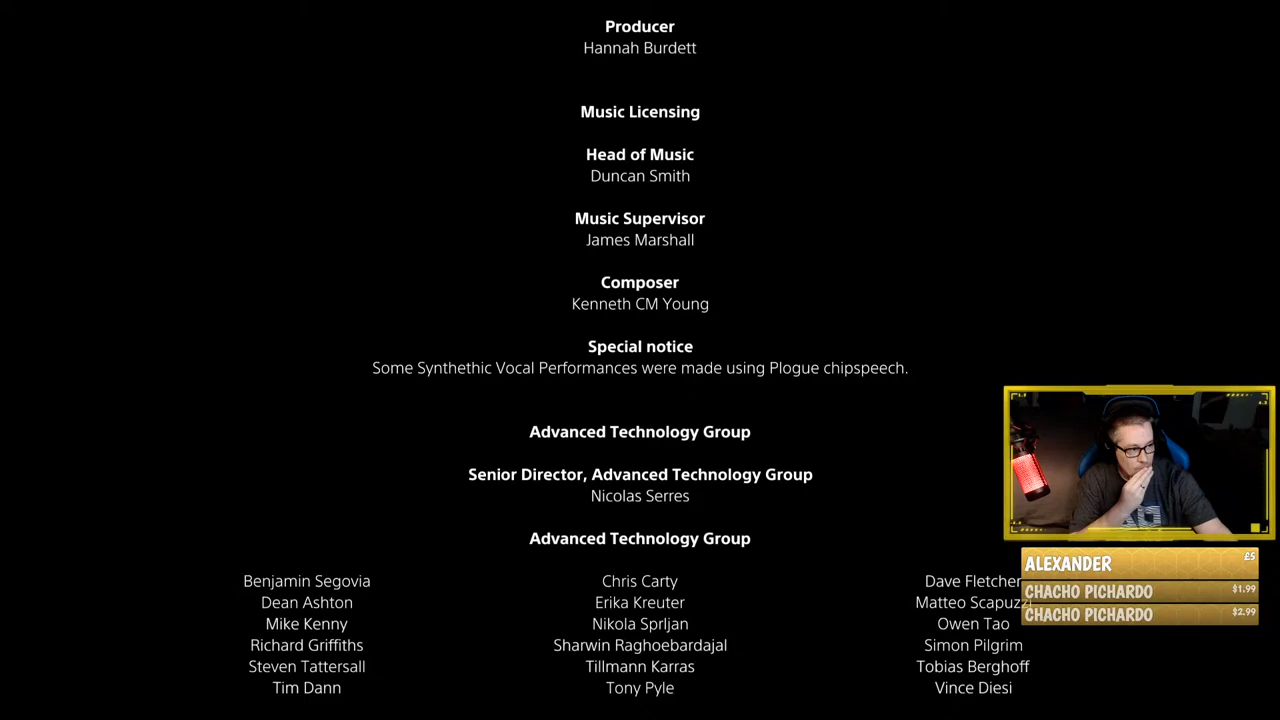 Producer
Hannah Burdett
Music Licensing
Head of Music
Duncan Smith
Music Supervisor
James Marshall
Composer
Kenneth CM Young
Special notice
Some Synthethic Vocal Performances were made using Plogue chipspeech.
Advanced Technology Group
Senior Director, Advanced Technology Group
Nicolas Serres
Advanced Technology Group
Benjamin Segovia Chris Carty Dave Fletcher
Dean Ashton Erika Kreuter Matteo Scapuzzi
Mike Kenny Nikola Sprljan Owen Tao
Richard Griffiths Sharwin Raghoebardajal Simon Pilgrim
Steven Tattersall Tillmann Karras Tobias Berghoff
Tim Dann Tony Pyle Vince Diesi
ALEXANDER £5
CHACHO PICHARDO $1.99
CHACHO PICHARDO $2.99